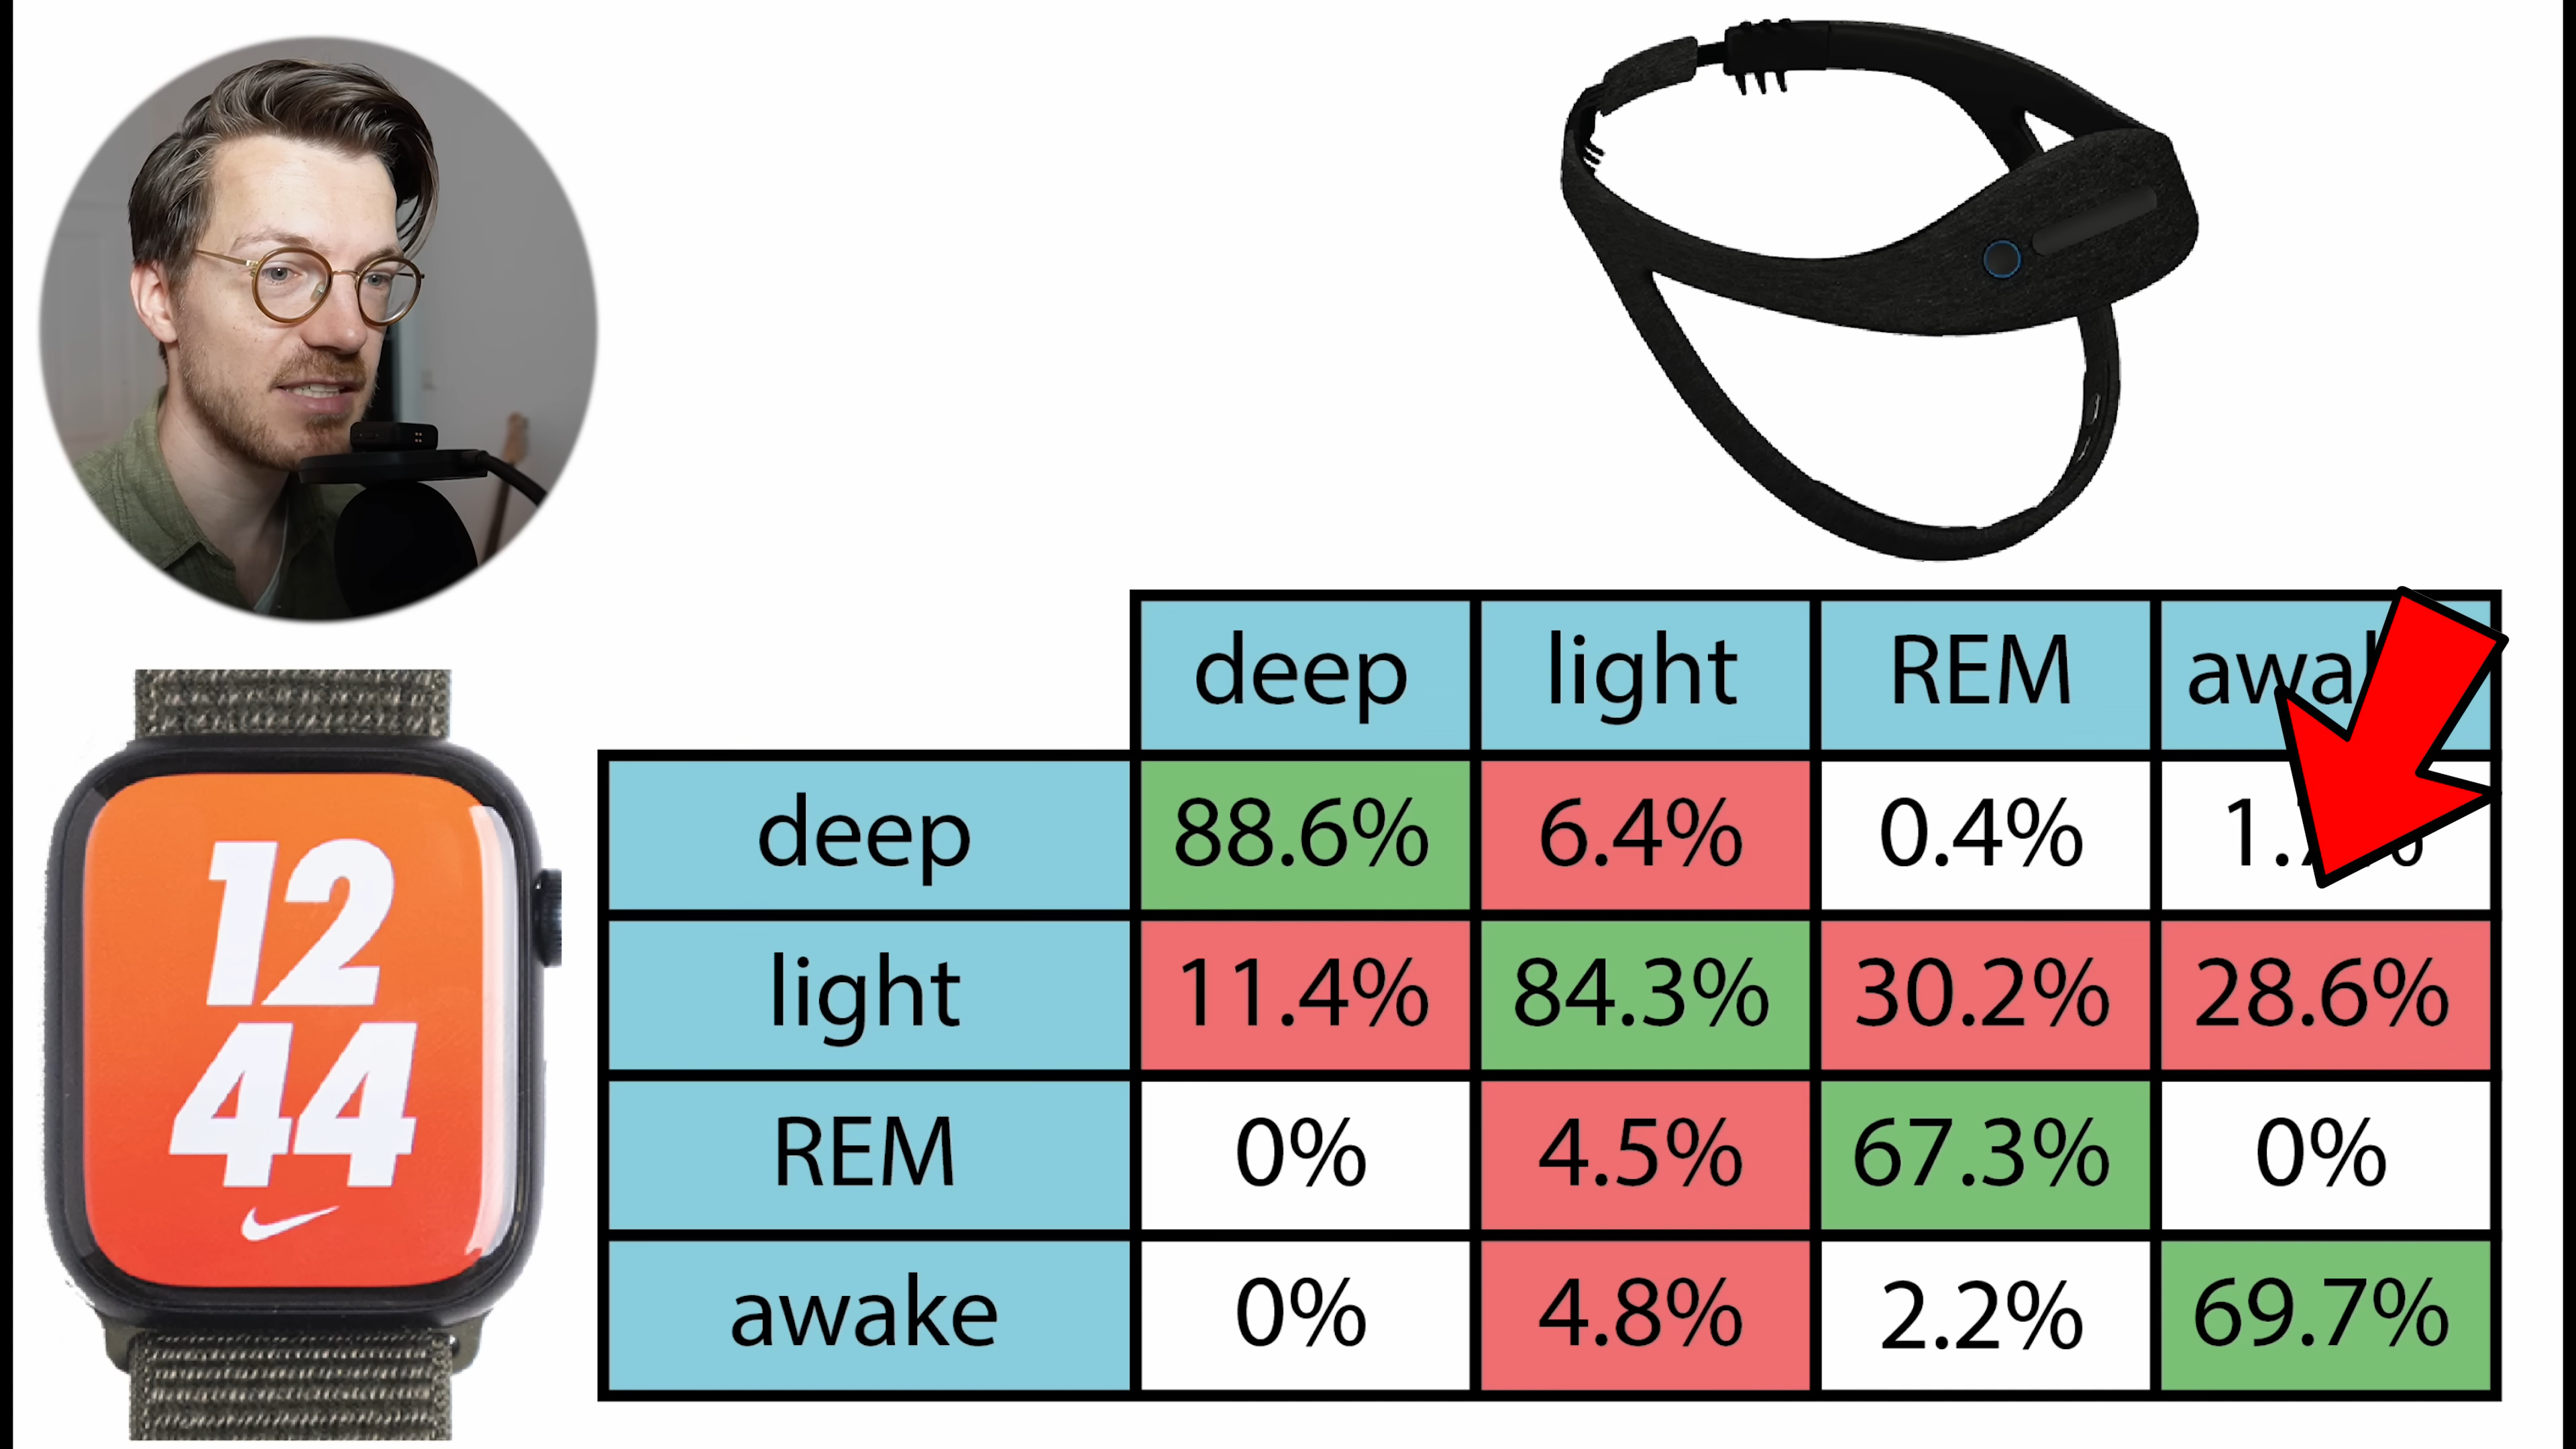 deep light REM
12
44
deep 88.6% 6.4% 0.4%
light 11.4% 84.3% 30.2% 28.6%
REM 0% 4.5% 67.3% 0%
awake 0% 4.8% 2.2% 69.7%